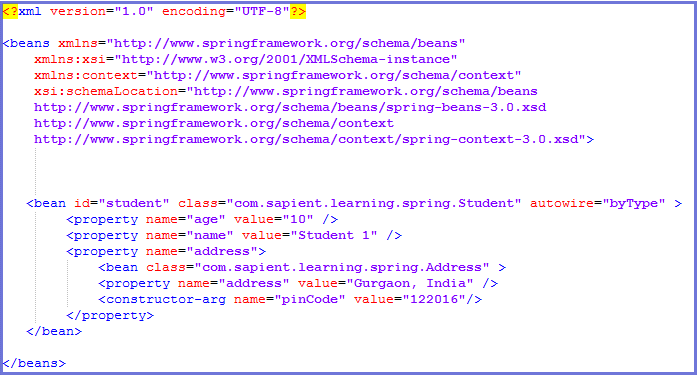 <?xml version="1.0" encoding="UTF-8"?>
<beans xmlns="http://www.springframework.org/schema/beans"
xmlns:xsi="http://www.w3.org/2001/XMLSchema-instance"
xmlns:context="http://www.springframework.org/schema/context"
xsi:schemaLocation="http://www.springframework.org/schema/beans
http://www.springframework.org/schema/beans/spring-beans-3.0.xsd
http://www.springframework.org/schema/context
http://www.springframework.org/schema/context/spring-context-3.0.xsd">
<bean id="student" class="com.sapient.learning.spring.Student" autowire="byType" >
<property name="age" value="10" />
<property name="name" value="Student 1" />
<property name="address">
<bean class="com.sapient.learning.spring.Address" >
<property name="address" value="Gurgaon, India" />
<constructor-arg name="pinCode" value="122016"/>
</property>
</bean>
</beans>